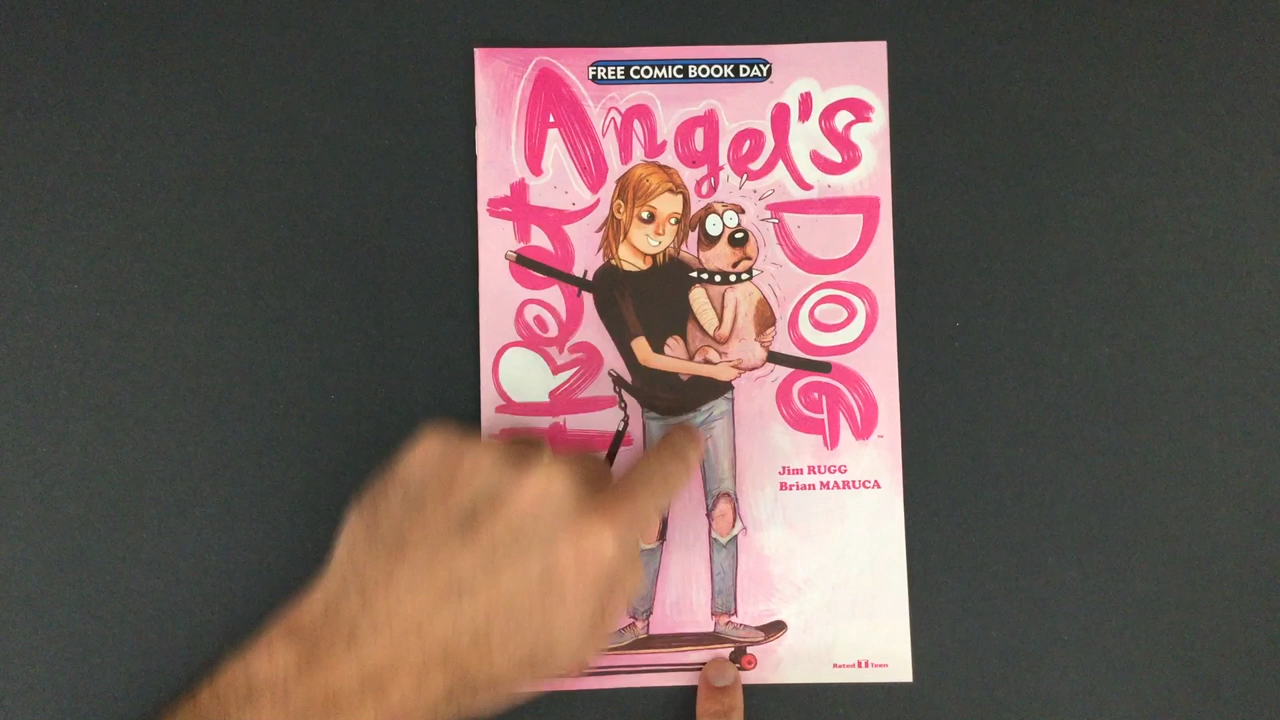 FREE COMIC BOOK DAY
Angel's
DOG
Jim RUGG
Brian MARUCA
Rated T Teen